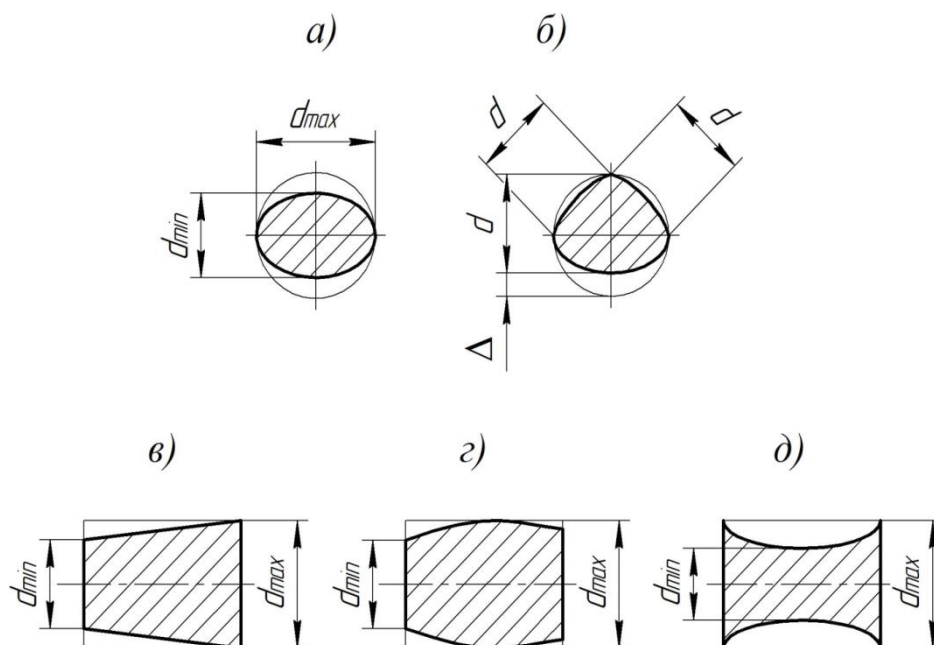 а) б)
dmax
dmin
d d
d
Δ
в) г) д)
dmin dmax dmin dmax dmin dmax